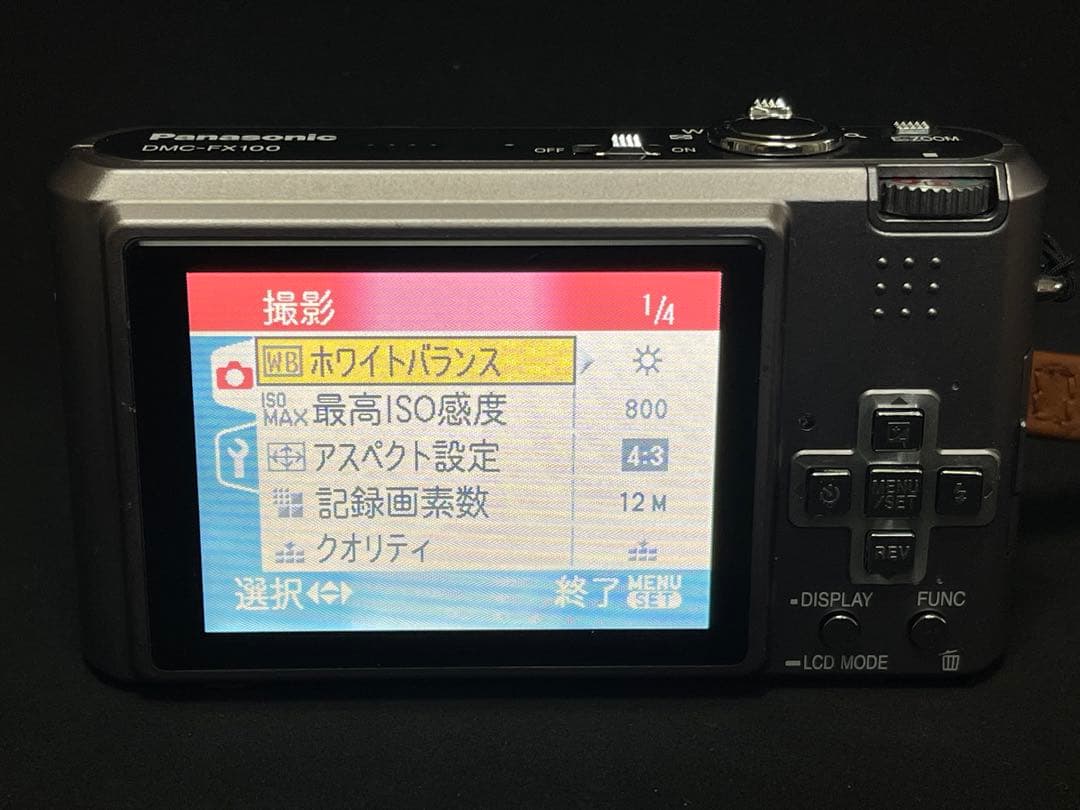 Panasonic
DMC-FX100
OFF ON
W
ZOOM
撮影 1/4
WB ホワイトバランス
ISO MAX 最高ISO感度 800
アスペクト設定 4:3
記録画素数 12M
クオリティ
選択 終了 MENU SET
MENU
/SET
REV
DISPLAY FUNC
LCD MODE